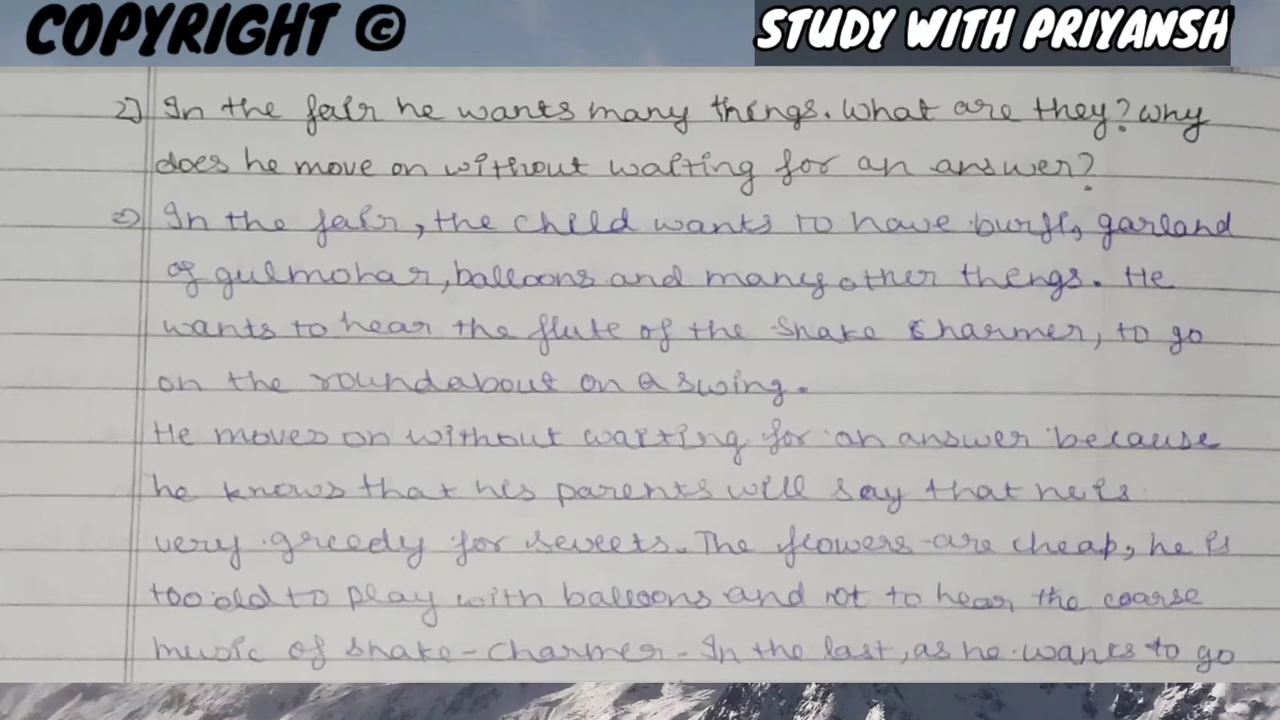 COPYRIGHT ©
STUDY WITH PRIYANSH
2) In the fair he wants many things. What are they? Why
does he move on without waiting for an answer?
=) In the fair, the child wants to have burfi, garland
of gulmohar, balloons and many other things. He
wants to hear the flute of the snake charmer, to go
on the roundabout on a swing.
He moves on without waiting for an answer because
he knows that his parents will say that he is
very greedy for sweets. The flowers are cheap, he is
too old to play with balloons and not to hear the coarse
music of snake-charmer. In the last, as he wants to go